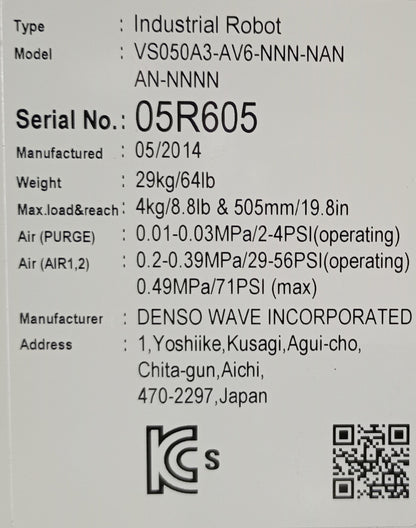 Type : Industrial Robot
Model : VS050A3-AV6-NNN-NAN
AN-NNNN
Serial No. : 05R605
Manufactured : 05/2014
Weight : 29kg/64lb
Max.load&reach : 4kg/8.8lb & 505mm/19.8in
Air (PURGE) : 0.01-0.03MPa/2-4PSI(operating)
Air (AIR1,2) : 0.2-0.39MPa/29-56PSI(operating)
0.49MPa/71PSI (max)
Manufacturer : DENSO WAVE INCORPORATED
Address : 1,Yoshiike,Kusagi,Agui-cho,
Chita-gun,Aichi,
470-2297,Japan
KC s